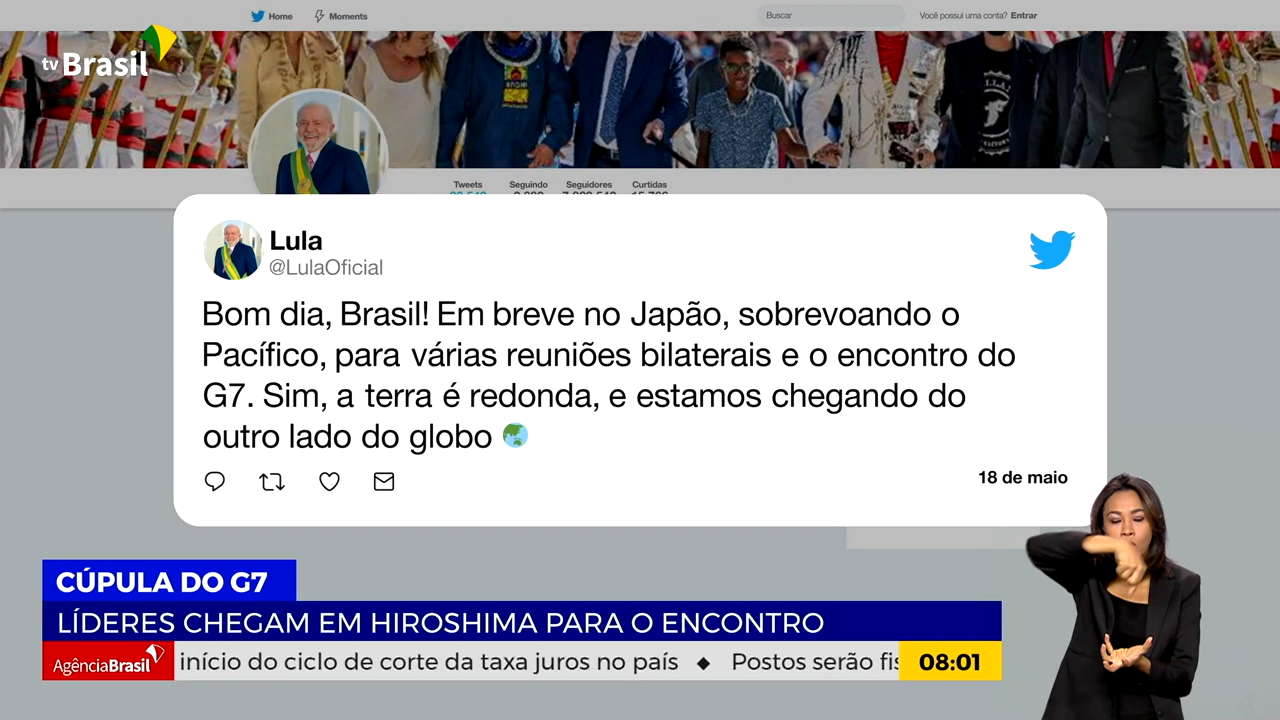 Home
Moments
Buscar
Você possui uma conta? Entrar
tv Brasil
Tweets
Seguindo
Seguidores
Curtidas
Lula
@LulaOficial
Bom dia, Brasil! Em breve no Japão, sobrevoando o
Pacífico, para várias reuniões bilaterais e o encontro do
G7. Sim, a terra é redonda, e estamos chegando do
outro lado do globo
18 de maio
CÚPULA DO G7
LÍDERES CHEGAM EM HIROSHIMA PARA O ENCONTRO
AgênciaBrasil
início do ciclo de corte da taxa juros no país ◆ Postos serão fis
08:01